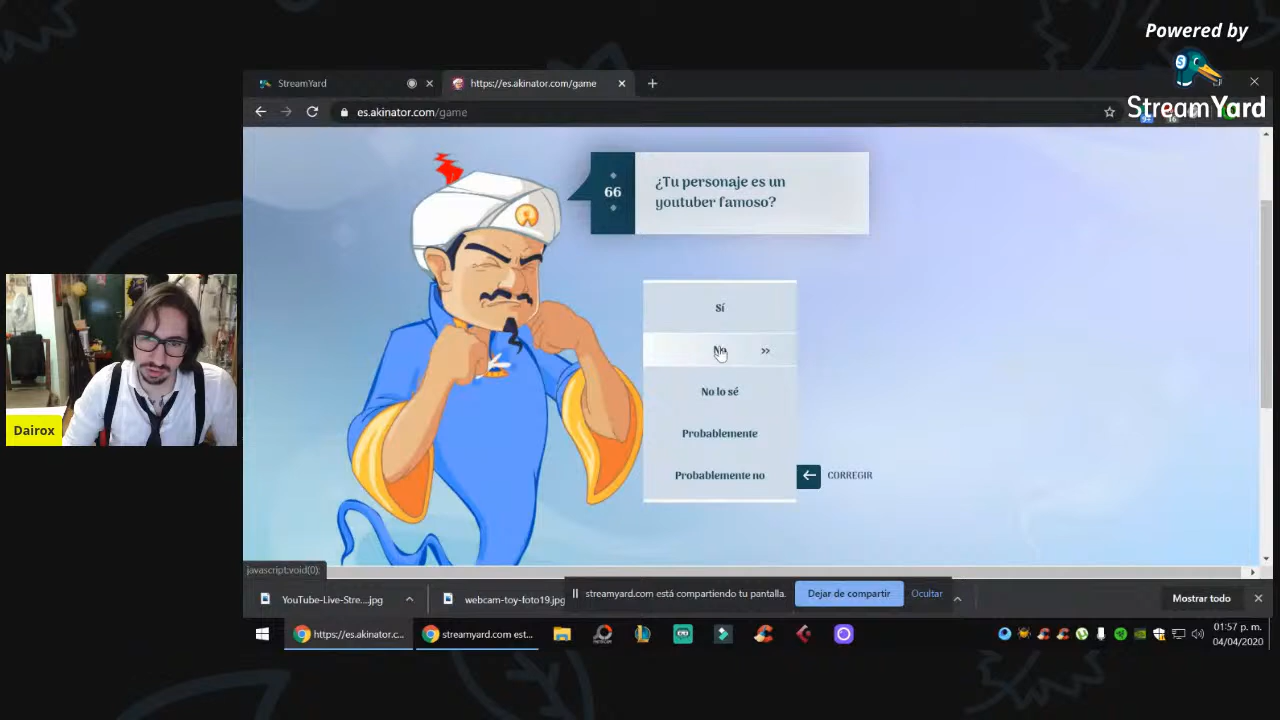 Powered by
StreamYard
StreamYard
https://es.akinator.com/game
es.akinator.com/game
66
¿Tu personaje es un
youtuber famoso?
Sí
No
No lo sé
Probablemente
Probablemente no
CORREGIR
Dairox
javascript:void(0);
YouTube-Live-Stre....jpg
webcam-toy-foto19.jpg
streamyard.com está compartiendo tu pantalla.
Dejar de compartir
Ocultar
Mostrar todo
https://es.akinator.c...
streamyard.com est...
01:57 p. m.
04/04/2020